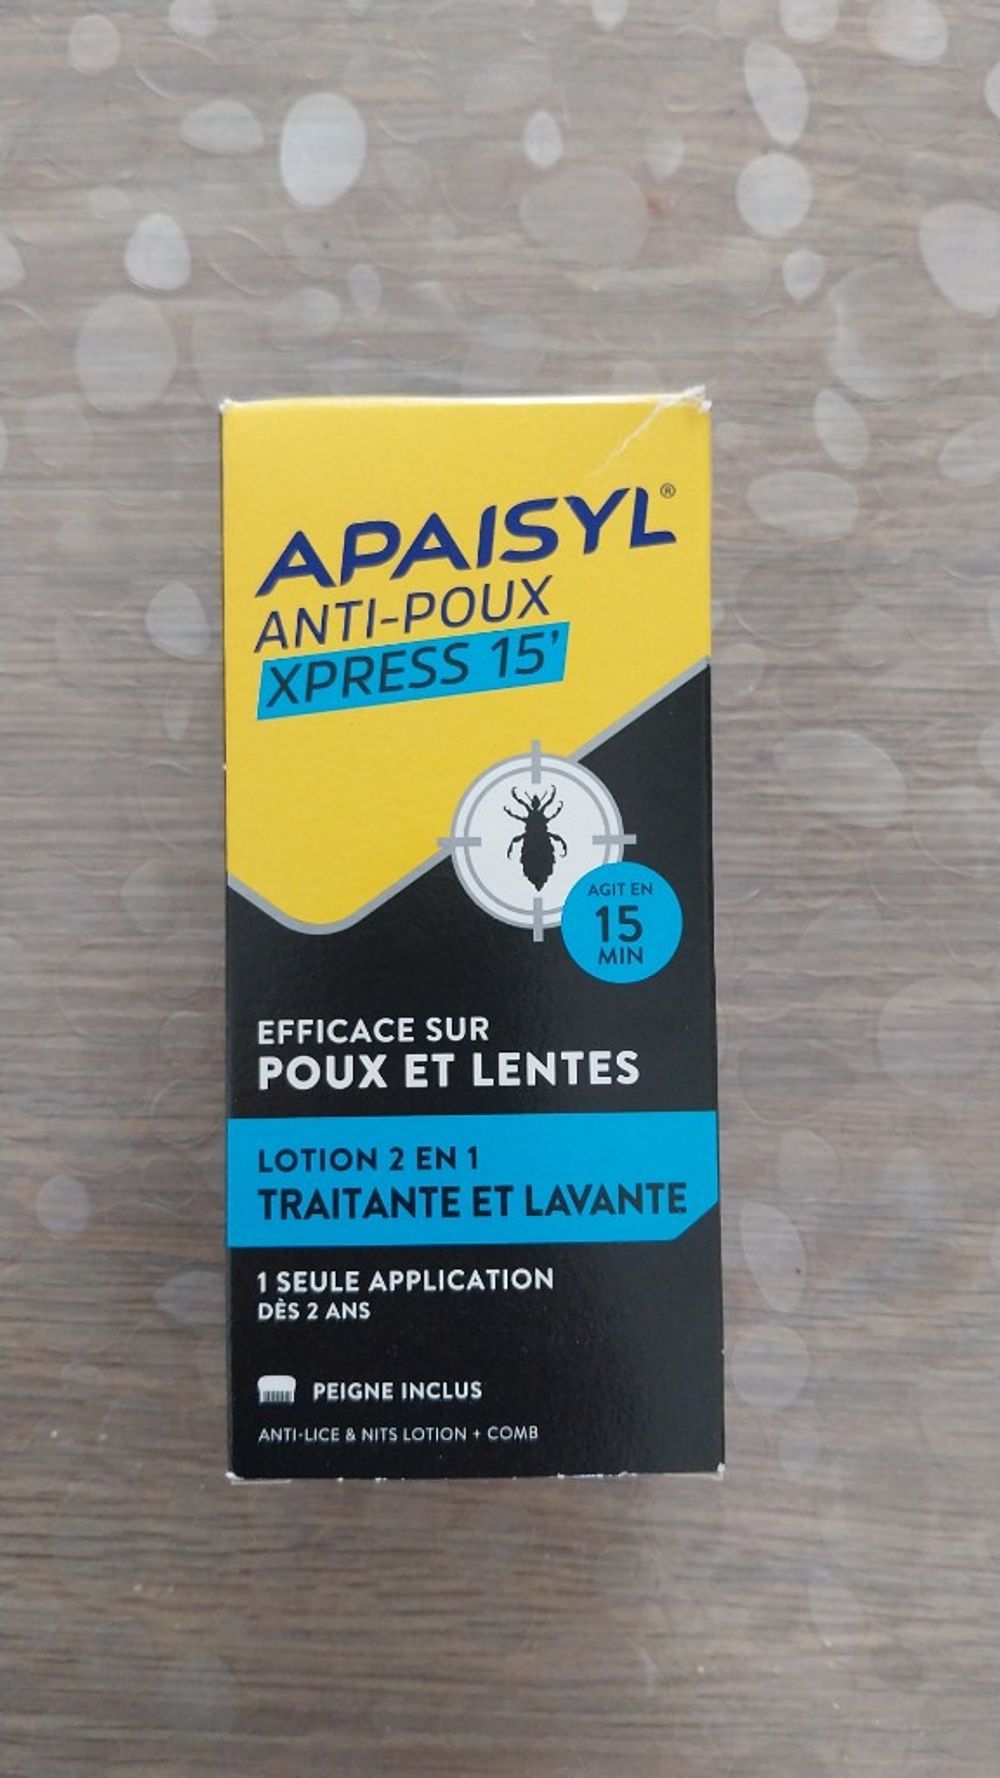 APAISYL®
ANTI-POUX
XPRESS 15'
AGIT EN
15
MIN
EFFICACE SUR
POUX ET LENTES
LOTION 2 EN 1
TRAITANTE ET LAVANTE
1 SEULE APPLICATION
DÈS 2 ANS
PEIGNE INCLUS
ANTI-LICE & NITS LOTION + COMB